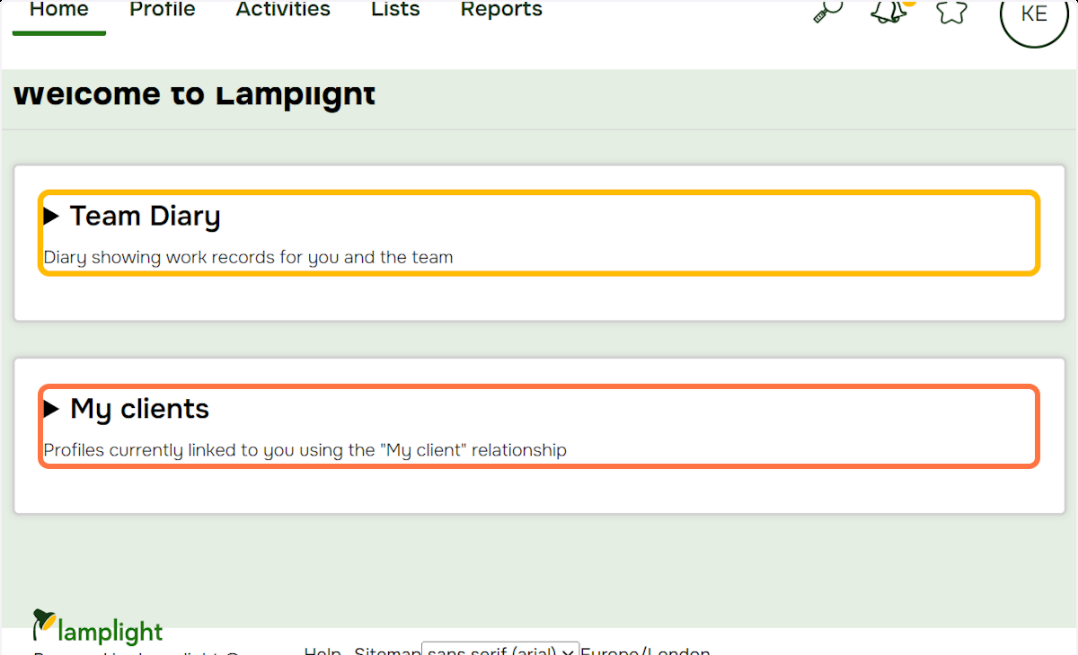 Home Profile Activities Lists Reports KE
Welcome to Lamplight
Team Diary
Diary showing work records for you and the team
My clients
Profiles currently linked to you using the "My client" relationship
lamplight
Help Sitemap sans serif (arial) Europe/London